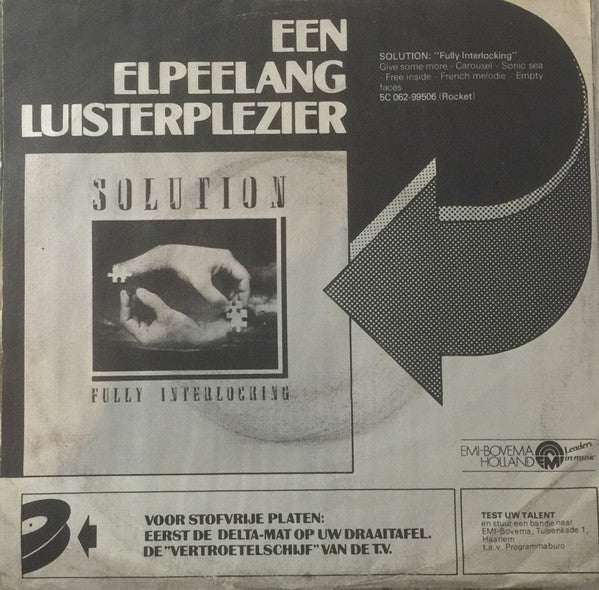 EEN
ELPEELANG
LUISTERPLEZIER
SOLUTION: "Fully Interlocking"
Give some more - Carousel - Sonic sea
- Free inside - French melodie - Empty
faces
5C 062-99506 (Rocket)
SOLUTION
FULLY INTERLOCKING
EMI-BOVEMA
HOLLAND
EMI
Leaders
in music
VOOR STOFVRIJE PLATEN:
EERST DE DELTA-MAT OP UW DRAAITAFEL.
DE "VERTROETELSCHIJF" VAN DE T.V.
TEST UW TALENT
en stuur een bandje naar
EMI-Bovema, Tulpenkade 1,
Haarlem
t.a.v. Programmaburo